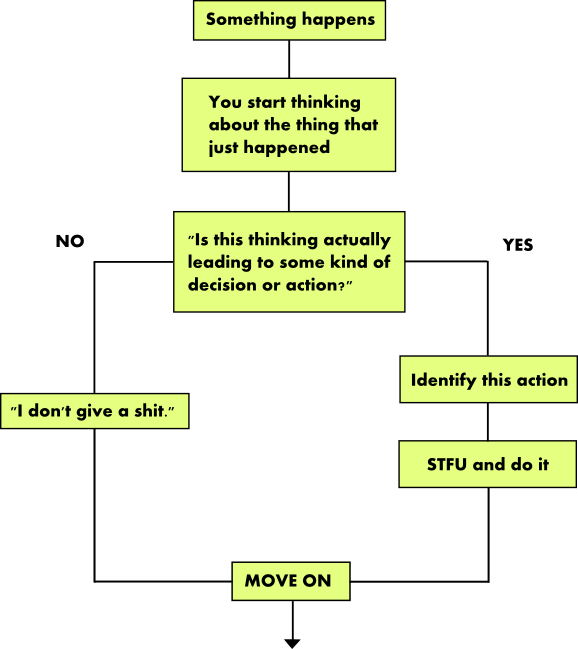 Something happens
You start thinking
about the thing that
just happened
NO
"Is this thinking actually
leading to some kind of
decision or action?"
YES
Identify this action
"I don't give a shit."
STFU and do it
MOVE ON